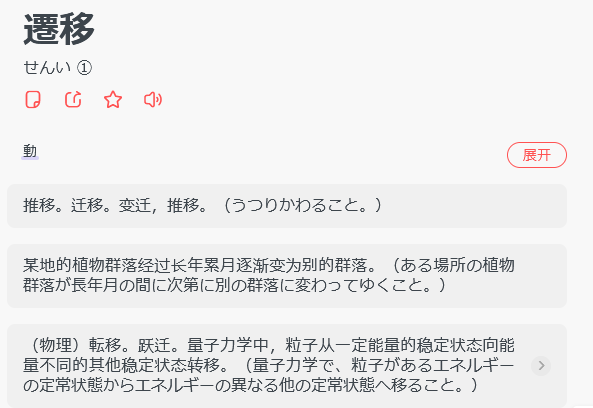 遷移
せんい ①
動
展开
推移。迁移。变迁，推移。（うつりかわること。）
某地的植物群落经过长年累月逐渐变为别的群落。（ある場所の植物
群落が長年月の間に次第に別の群落に変わってゆくこと。）
（物理）転移。跃迁。量子力学中，粒子从一定能量的稳定状态向能
量不同的其他稳定状态转移。（量子力学で、粒子があるエネルギー
の定常状態からエネルギーの異なる他の定常状態へ移ること。）